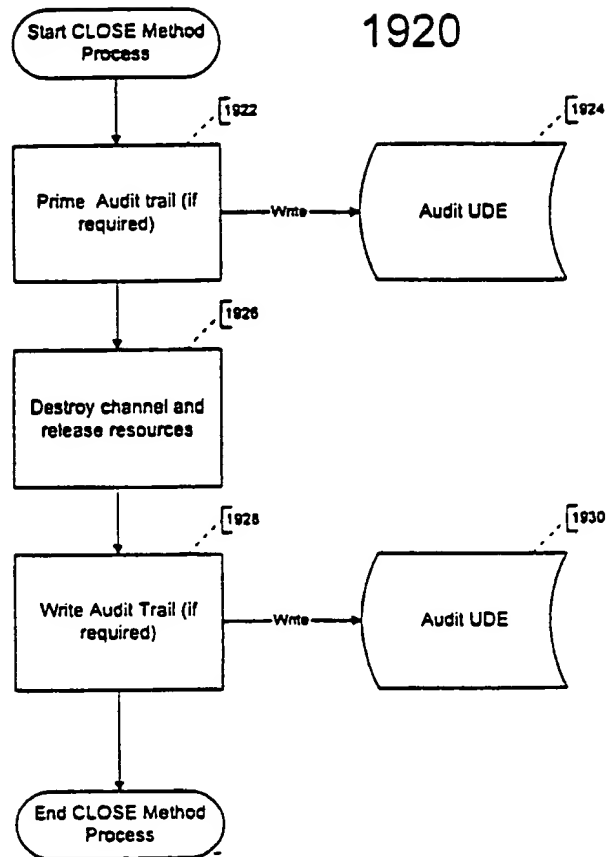 1920
Start CLOSE Method
Process
1922
1924
Prime Audit trail (if
required)
Write
Audit UDE
1926
Destroy channel and
release resources
1928
1930
Write Audit Trail (if
required)
Write
Audit UDE
End CLOSE Method
Process